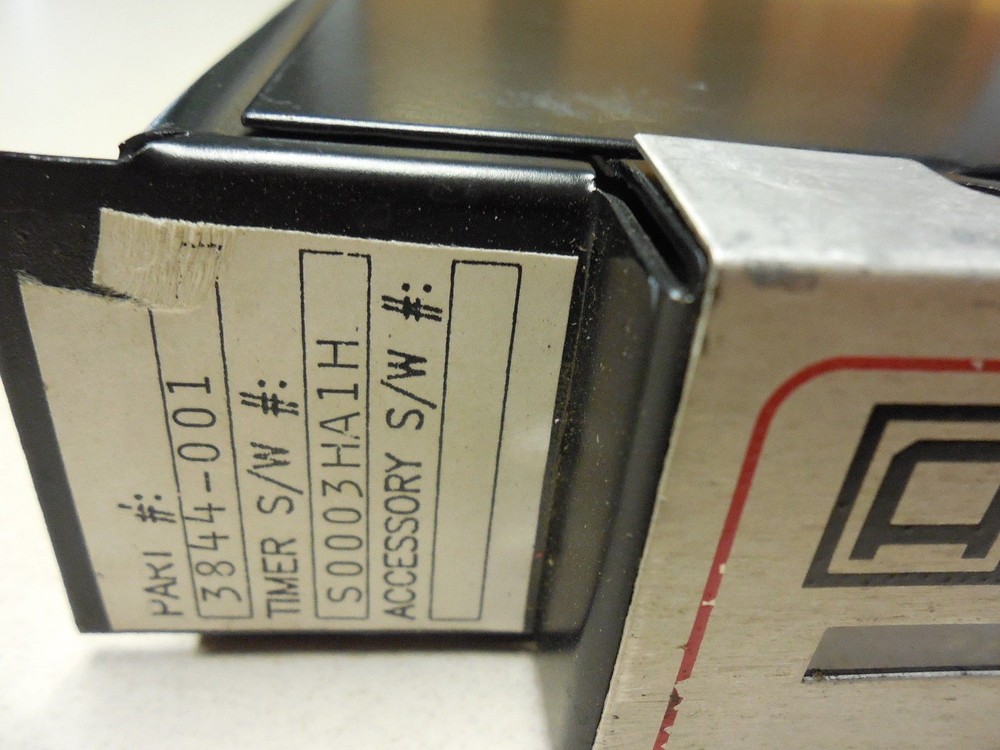 PART #:
3844-001
TIMER S/W #:
S0003HA1H
ACCESSORY S/W #:
A